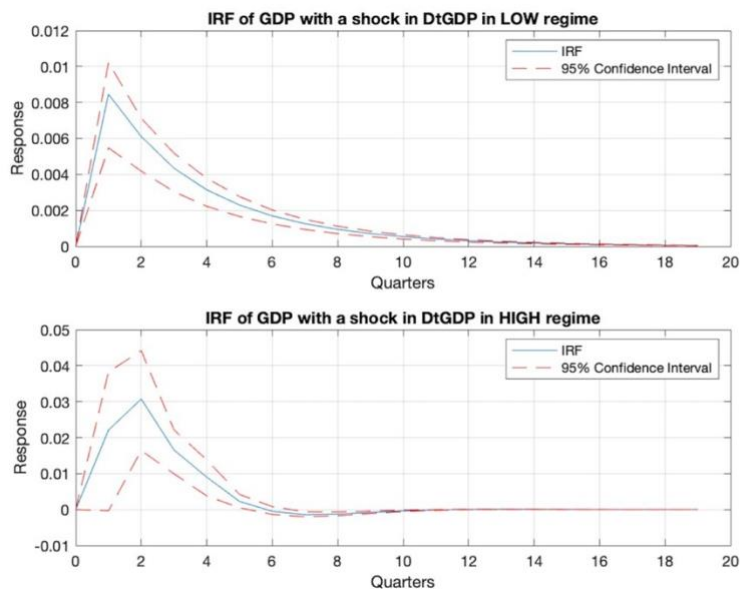 IRF of GDP with a shock in DtGDP in LOW regime
0.012
0.01
0.008
0.006
0.004
0.002
0
Response
IRF
95% Confidence Interval
0 2 4 6 8 10 12 14 16 18 20
Quarters
IRF of GDP with a shock in DtGDP in HIGH regime
0.05
0.04
0.03
0.02
0.01
0
-0.01
Response
IRF
95% Confidence Interval
0 2 4 6 8 10 12 14 16 18 20
Quarters